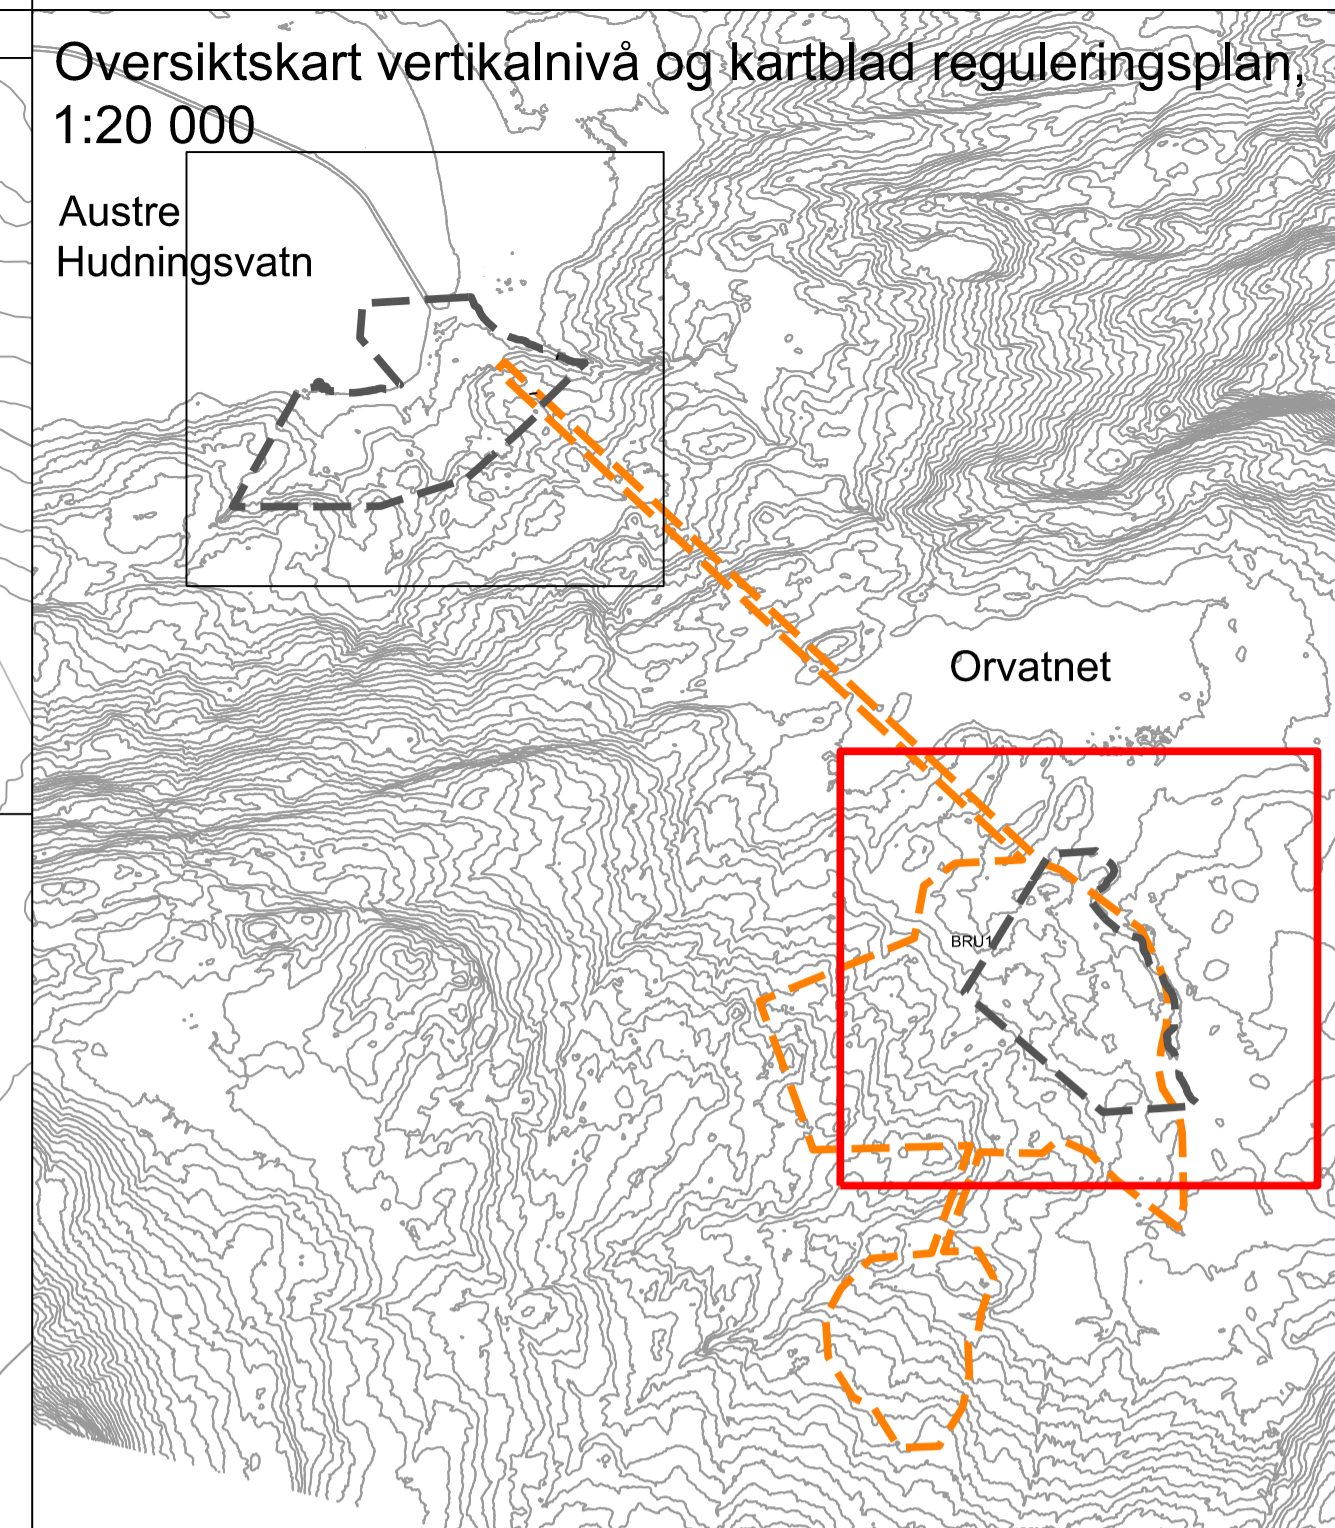 Oversiktskart vertikalnivå og kartblad reguleringsplan,
1:20 000
Austre
Hudningsvatn
Orvatnet
BRU1